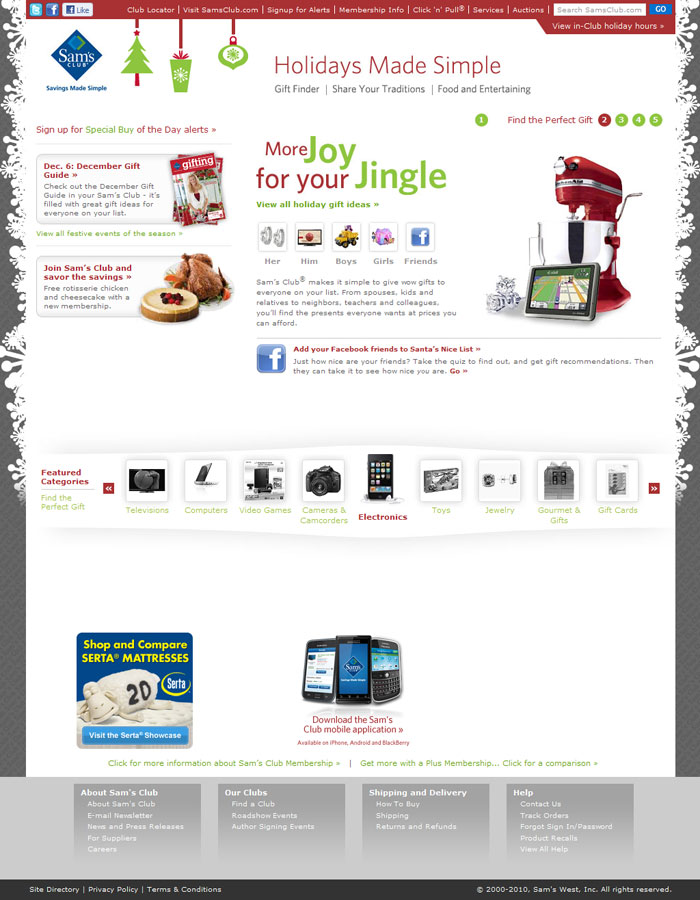 Like
Club Locator | Visit SamsClub.com | Signup for Alerts | Membership Info | Click 'n' Pull® | Services | Auctions
Search SamsClub.com
GO
View in-Club holiday hours »
Sam's
CLUB
Savings Made Simple
Holidays Made Simple
Gift Finder | Share Your Traditions | Food and Entertaining
1 Find the Perfect Gift 2 3 4 5
Sign up for Special Buy of the Day alerts »
Dec. 6: December Gift
Guide »
Check out the December Gift
Guide in your Sam's Club - it's
filled with great gift ideas for
everyone on your list.
gifting
View all festive events of the season »
Join Sam's Club and
savor the savings »
Free rotisserie chicken
and cheesecake with a
new membership.
More Joy
for your Jingle
View all holiday gift ideas »
Her
Him
Boys
Girls
Friends
Sam's Club® makes it simple to give wow gifts to
everyone on your list. From spouses, kids and
relatives to neighbors, teachers and colleagues,
you'll find the presents everyone wants at prices you
can afford.
Add your Facebook friends to Santa's Nice List »
Just how nice are your friends? Take the quiz to find out, and get gift recommendations. Then
they can take it to see how nice you are. Go »
Featured
Categories
Find the
Perfect Gift
«
Televisions
Computers
Video Games
Cameras &
Camcorders
Electronics
Toys
Jewelry
Gourmet &
Gifts
Gift Cards
»
Shop and Compare
SERTA® MATTRESSES
20
Serta
Visit the Serta® Showcase
Sam's
Savings Made Simple
Download the Sam's
Club mobile application »
Available on iPhone, Android and BlackBerry
Click for more information about Sam's Club Membership » | Get more with a Plus Membership... Click for a comparison »
About Sam's Club
About Sam's Club
E-mail Newsletter
News and Press Releases
For Suppliers
Careers
Our Clubs
Find a Club
Roadshow Events
Author Signing Events
Shipping and Delivery
How To Buy
Shipping
Returns and Refunds
Help
Contact Us
Track Orders
Forgot Sign In/Password
Product Recalls
View All Help
Site Directory | Privacy Policy | Terms & Conditions
© 2000-2010, Sam's West, Inc. All rights reserved.